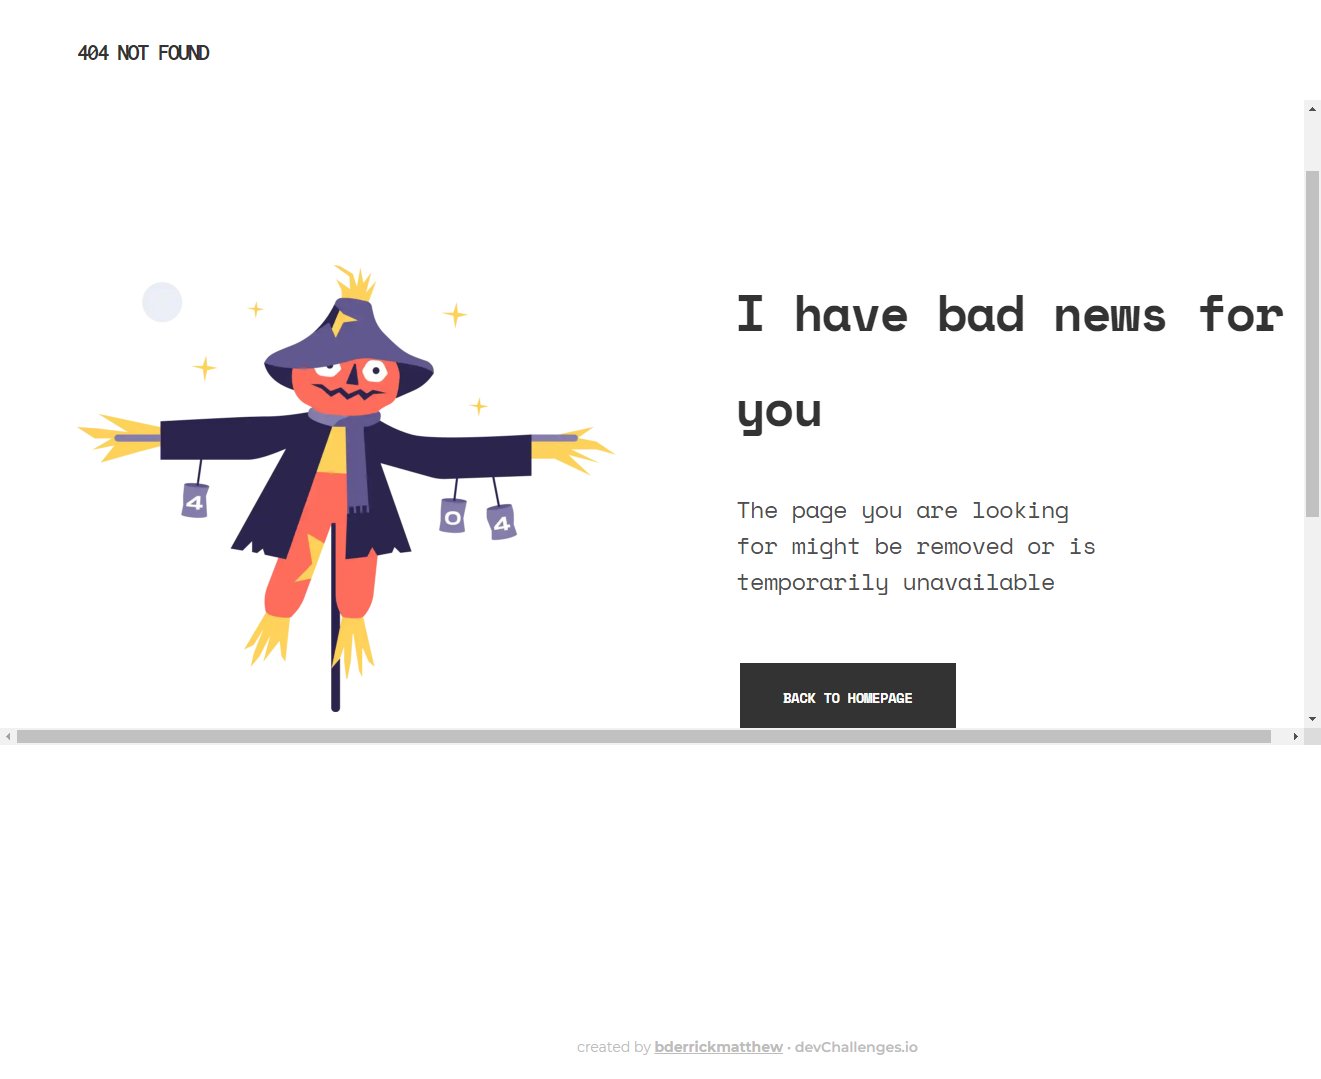 404 NOT FOUND
I have bad news for
you
The page you are looking
for might be removed or is
temporarily unavailable
4
0
4
BACK TO HOMEPAGE
created by bderrickmatthew · devChallenges.io